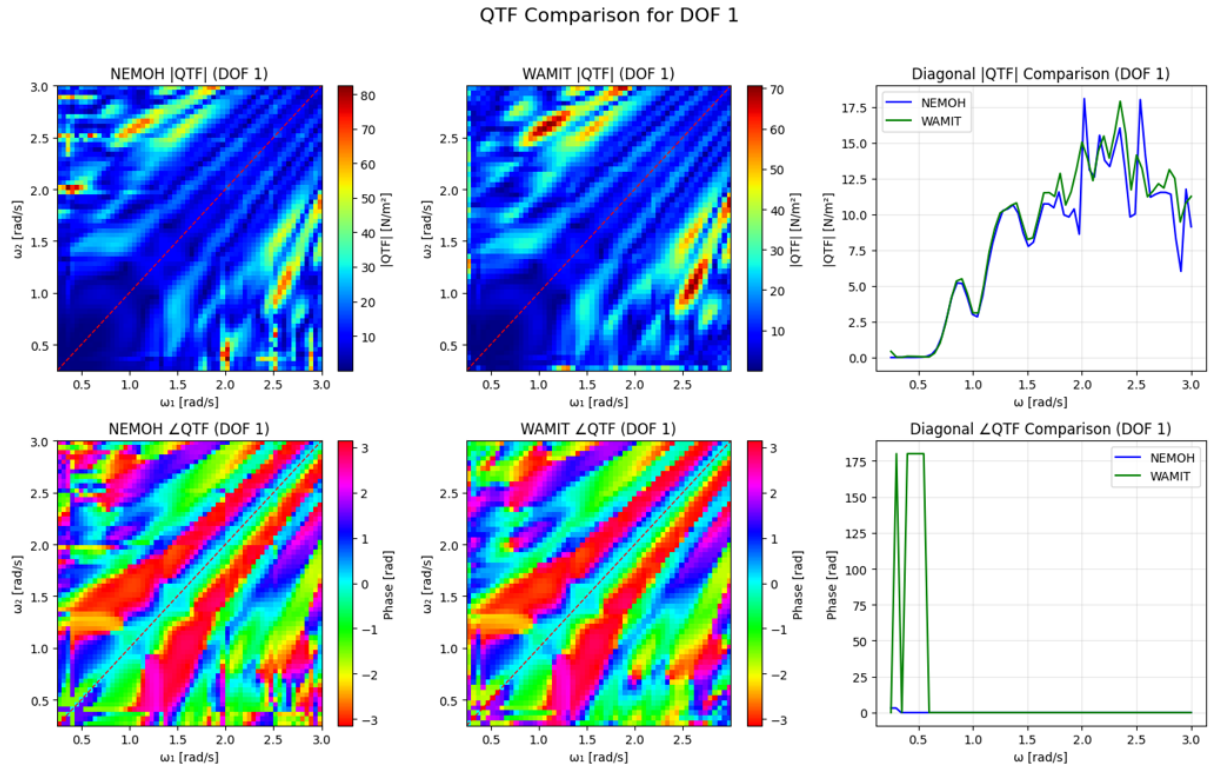 QTF Comparison for DOF 1
NEMOH |QTF| (DOF 1)
3.0
2.5
2.0
1.5
1.0
0.5
ω₂ [rad/s]
0.5 1.0 1.5 2.0 2.5 3.0
ω₁ [rad/s]
80
70
60
50
40
30
20
10
|QTF| [N/m²]
WAMIT |QTF| (DOF 1)
2.5
2.0
1.5
1.0
0.5
ω₂ [rad/s]
0.5 1.0 1.5 2.0 2.5
ω₁ [rad/s]
70
60
50
40
30
20
10
|QTF| [N/m²]
Diagonal |QTF| Comparison (DOF 1)
NEMOH
WAMIT
17.5
15.0
12.5
10.0
7.5
5.0
2.5
0.0
|QTF| [N/m²]
0.5 1.0 1.5 2.0 2.5 3.0
ω [rad/s]
NEMOH ∠QTF (DOF 1)
3.0
2.5
2.0
1.5
1.0
0.5
ω₂ [rad/s]
0.5 1.0 1.5 2.0 2.5 3.0
ω₁ [rad/s]
3
2
1
0
−1
−2
−3
Phase [rad]
WAMIT ∠QTF (DOF 1)
2.5
2.0
1.5
1.0
0.5
ω₂ [rad/s]
0.5 1.0 1.5 2.0 2.5
ω₁ [rad/s]
3
2
1
0
−1
−2
−3
Phase [rad]
Diagonal ∠QTF Comparison (DOF 1)
NEMOH
WAMIT
175
150
125
100
75
50
25
0
Phase [rad]
0.5 1.0 1.5 2.0 2.5 3.0
ω [rad/s]